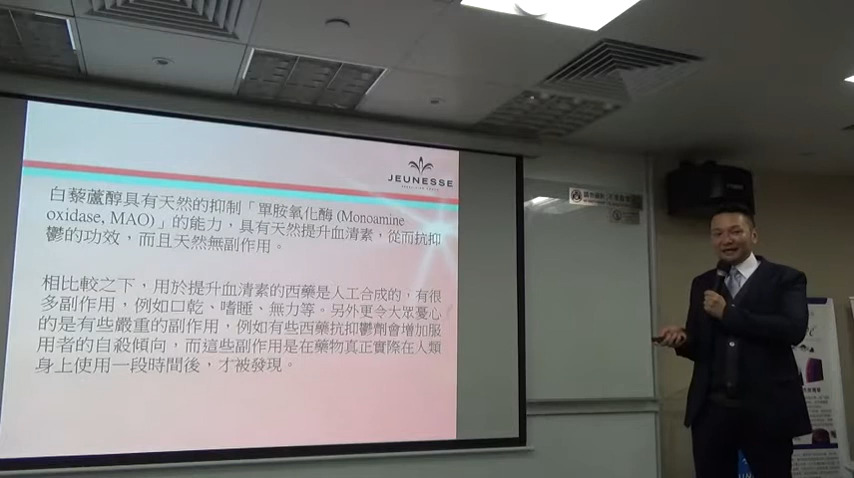 JEUNESSE
白藜蘆醇具有天然的抑制「單胺氧化酶 (Monoamine
oxidase, MAO)」的能力，具有天然提升血清素，從而抗抑
鬱的功效，而且天然無副作用。
相比較之下，用於提升血清素的西藥是人工合成的，有很
多副作用，例如口乾、嗜睡、無力等。另外更令大眾憂心
的是有些嚴重的副作用，例如有些西藥抗抑鬱劑會增加服
用者的自殺傾向，而這些副作用是在藥物真正實際在人類
身上使用一段時間後，才被發現。